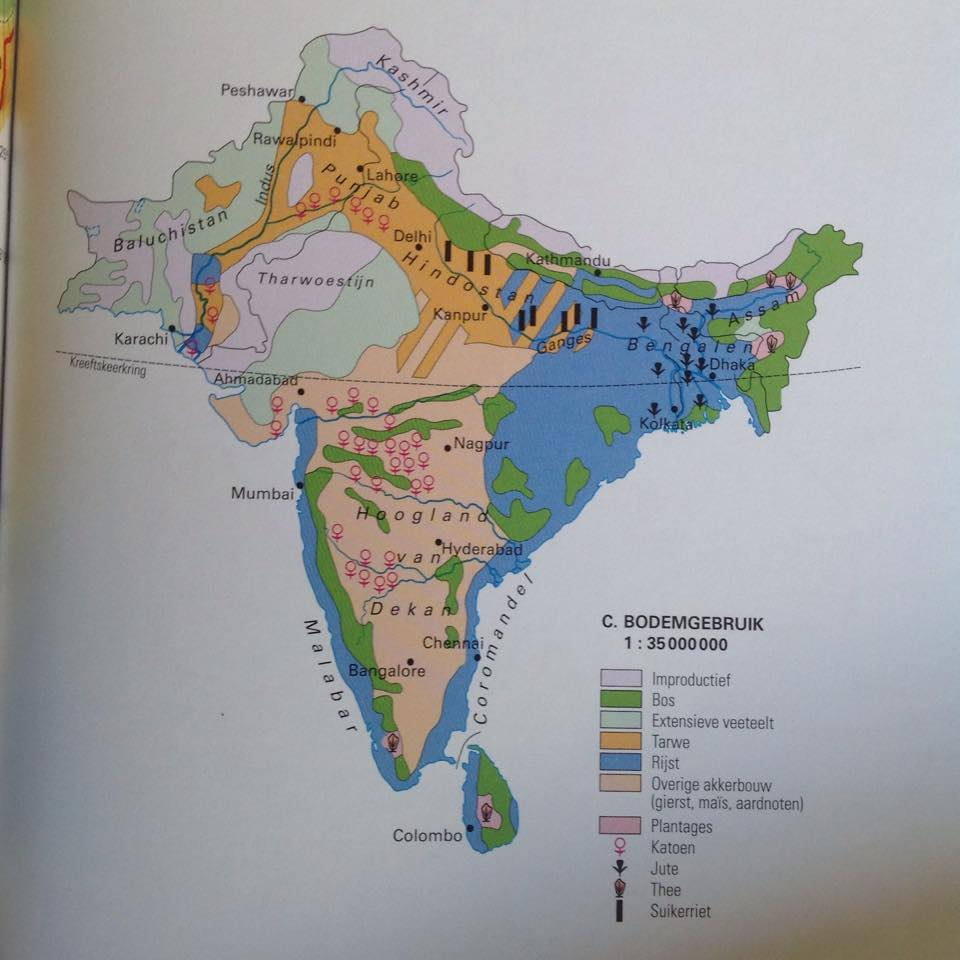 Kashmir
Peshawar
Rawalpindi
Indus
Lahore
Punjab
Baluchistan
Delhi
Hindostan
Kathmandu
Tharwoestijn
Kanpur
Ganges
Assam
Bengalen
Karachi
Kreeftskeerkring
Dhaka
Ahmadabad
Kolkata
Nagpur
Mumbai
Hoogland
van
Hyderabad
Dekan
Chennai
Bangalore
Malabar
Coromandel
Colombo
C. BODEMGEBRUIK
1 : 35 000 000
Improductief
Bos
Extensieve veeteelt
Tarwe
Rijst
Overige akkerbouw
(gierst, maïs, aardnoten)
Plantages
Katoen
Jute
Thee
Suikerriet